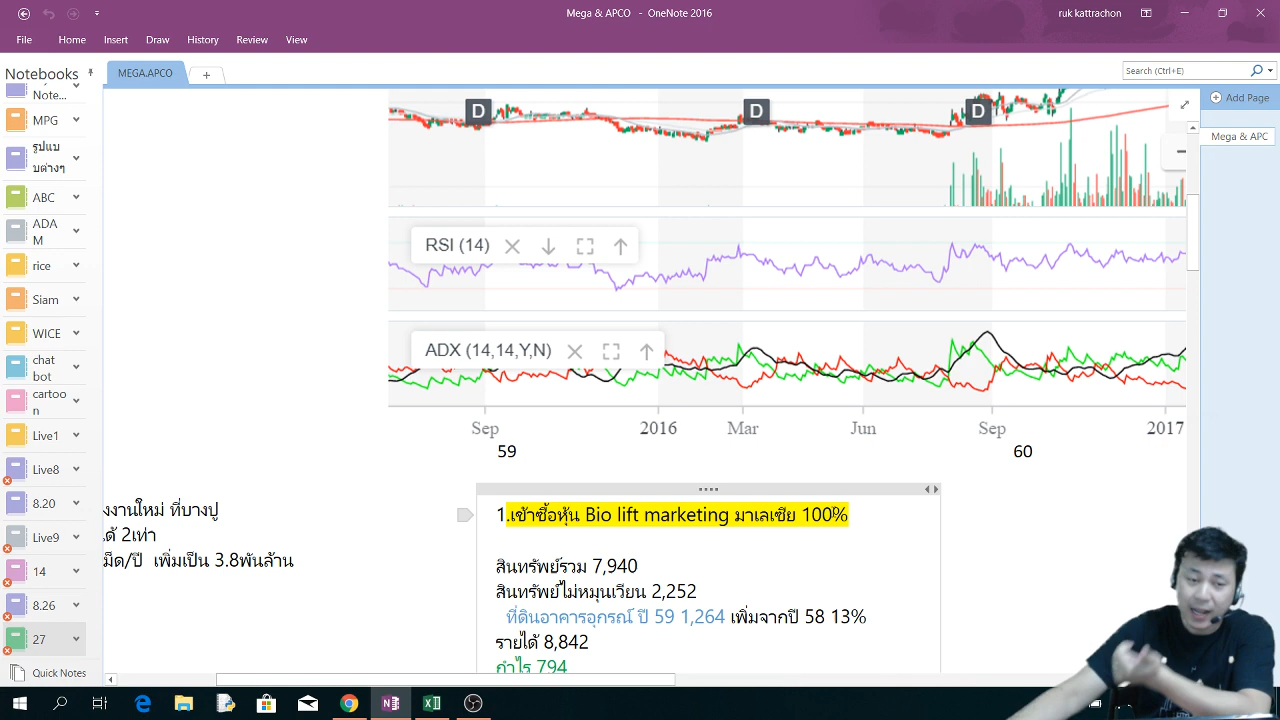 Mega & APCO - OneNote 2016
ruk kattrachon
File Home Insert Draw History Review View
Notebooks
MEGA.APCO
Search (Ctrl+E)
Add Page
Mega & APC
Note...
MPG
รูปแบ
บต่างๆ
ABC
ADA
M
rice
Siam
WICE
chat
bot
cartoo
n
Live1
Live8
8.20
Live9
14
8.26
27
Quick Notes
D D D
RSI (14)
ADX (14,14,Y,N)
Sep 2016 Mar Jun Sep 2017
59 60
งงานใหม่ ที่บางปู
ได้ 2เท่า
ม็ด/ปี เพิ่มเป็น 3.8พันล้าน
1.เข้าซื้อหุ้น Bio lift marketing มาเลเซีย 100%
สินทรัพย์รวม 7,940
สินทรัพย์ไม่หมุนเวียน 2,252
ที่ดินอาคารอุกรณ์ ปี 59 1,264 เพิ่มจากปี 58 13%
รายได้ 8,842
กำไร 794